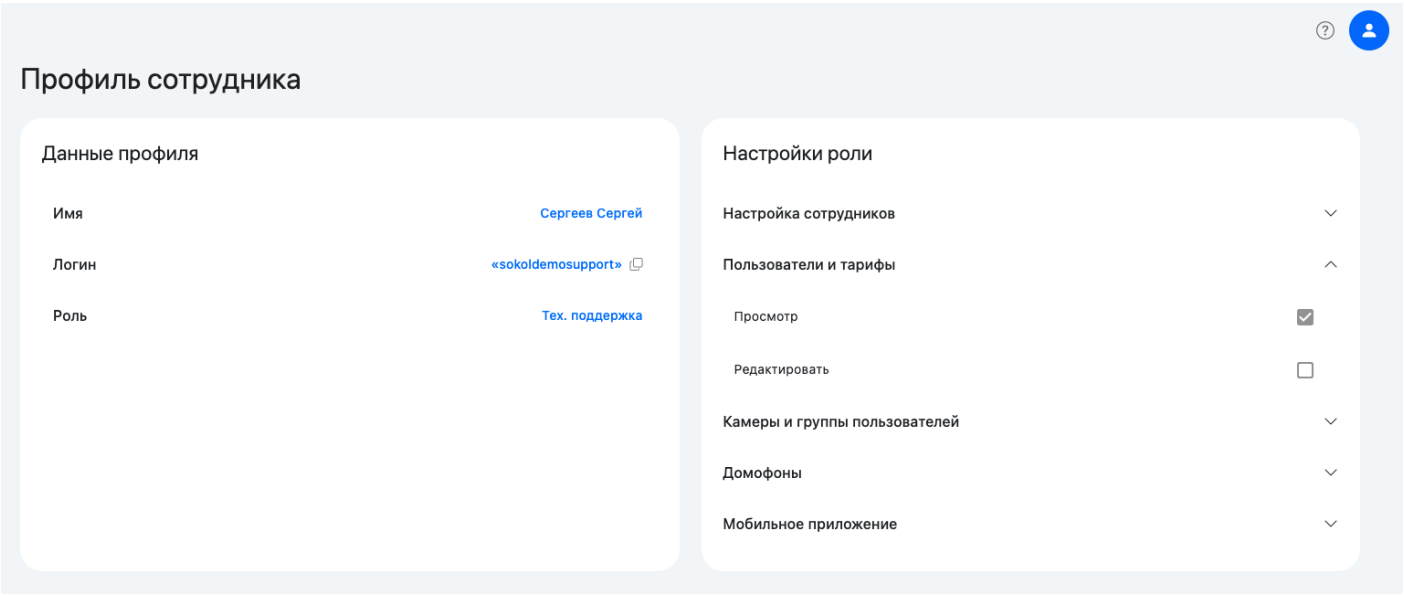 Профиль сотрудника
Данные профиля
Имя
Сергеев Сергей
Логин
«sokoldemosupport»
Роль
Тех. поддержка
Настройки роли
Настройка сотрудников
Пользователи и тарифы
Просмотр
Редактировать
Камеры и группы пользователей
Домофоны
Мобильное приложение